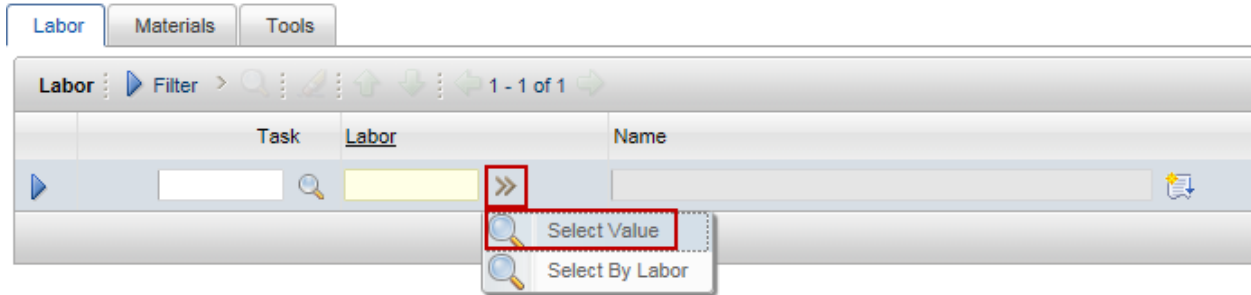 Labor Materials Tools
Labor Filter > 1 - 1 of 1
Task Labor Name
Select Value
Select By Labor